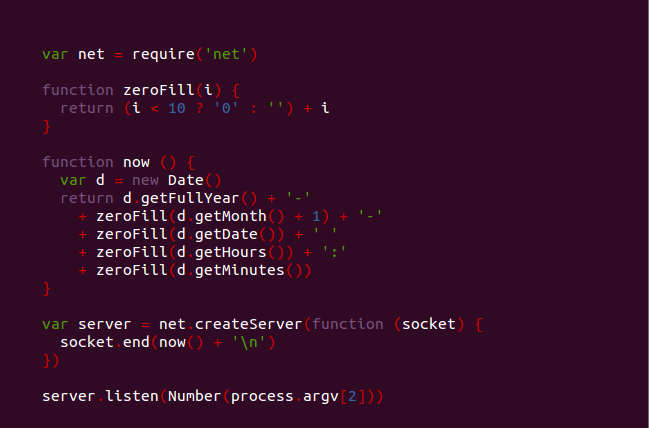 var net = require('net')

function zeroFill(i) {
  return (i < 10 ? '0' : '') + i
}

function now () {
  var d = new Date()
  return d.getFullYear() + '-'
    + zeroFill(d.getMonth() + 1) + '-'
    + zeroFill(d.getDate()) + ' '
    + zeroFill(d.getHours()) + ':'
    + zeroFill(d.getMinutes())
}

var server = net.createServer(function (socket) {
  socket.end(now() + '\n')
})

server.listen(Number(process.argv[2]))